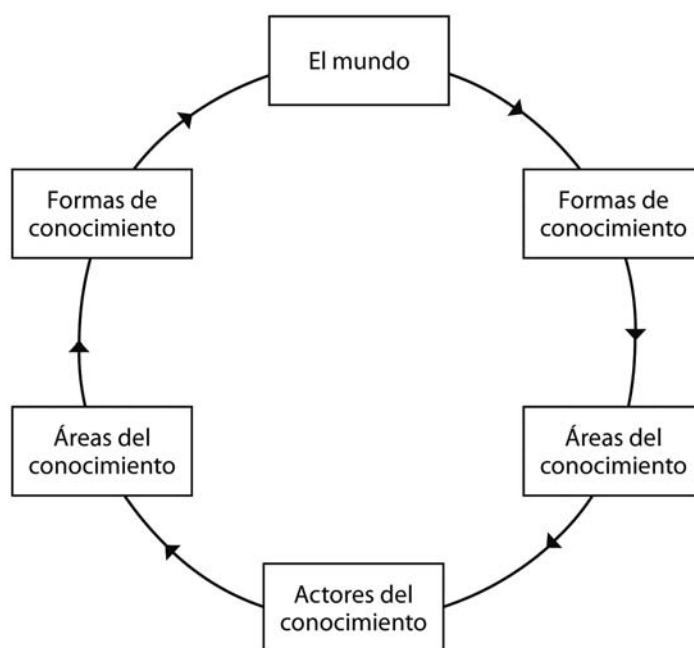 El mundo
Formas de
conocimiento
Formas de
conocimiento
Áreas del
conocimiento
Áreas del
conocimiento
Actores del
conocimiento